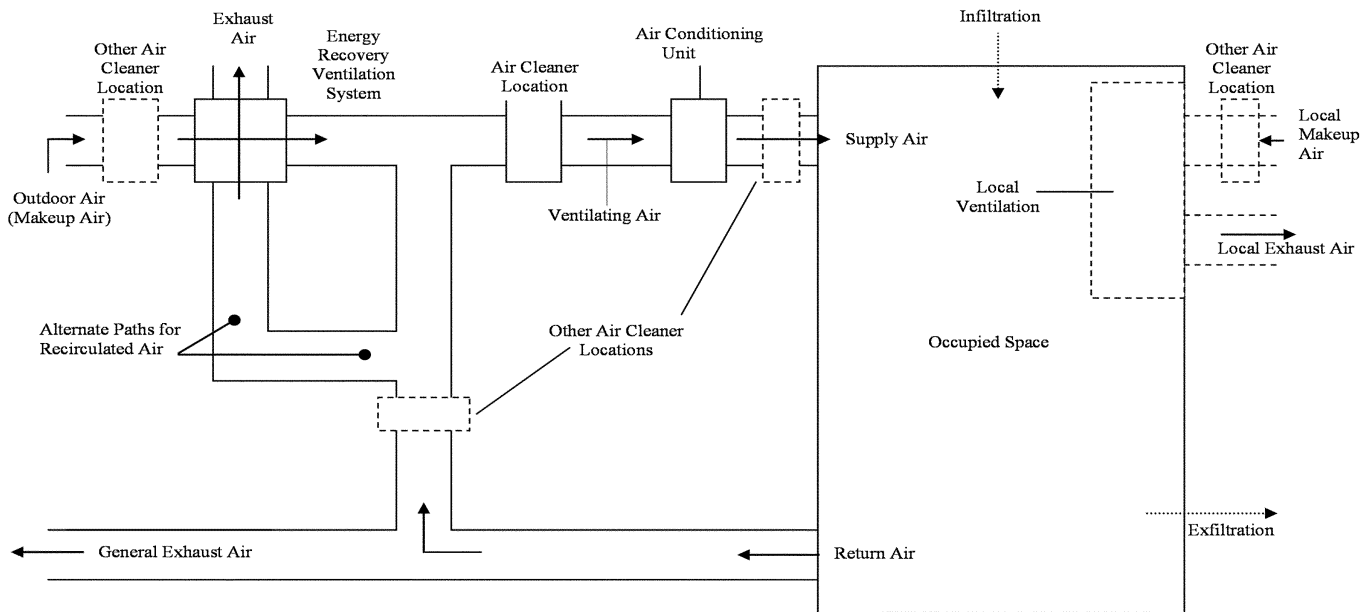 Exhaust
Air
Other Air
Cleaner
Location
Energy
Recovery
Ventilation
System
Air Cleaner
Location
Air Conditioning
Unit
Infiltration
Other Air
Cleaner
Location
Local
Makeup
Air
Supply Air
Outdoor Air
(Makeup Air)
Ventilating Air
Local
Ventilation
Local Exhaust Air
Alternate Paths for
Recirculated Air
Other Air Cleaner
Locations
Occupied Space
Exfiltration
General Exhaust Air
Return Air